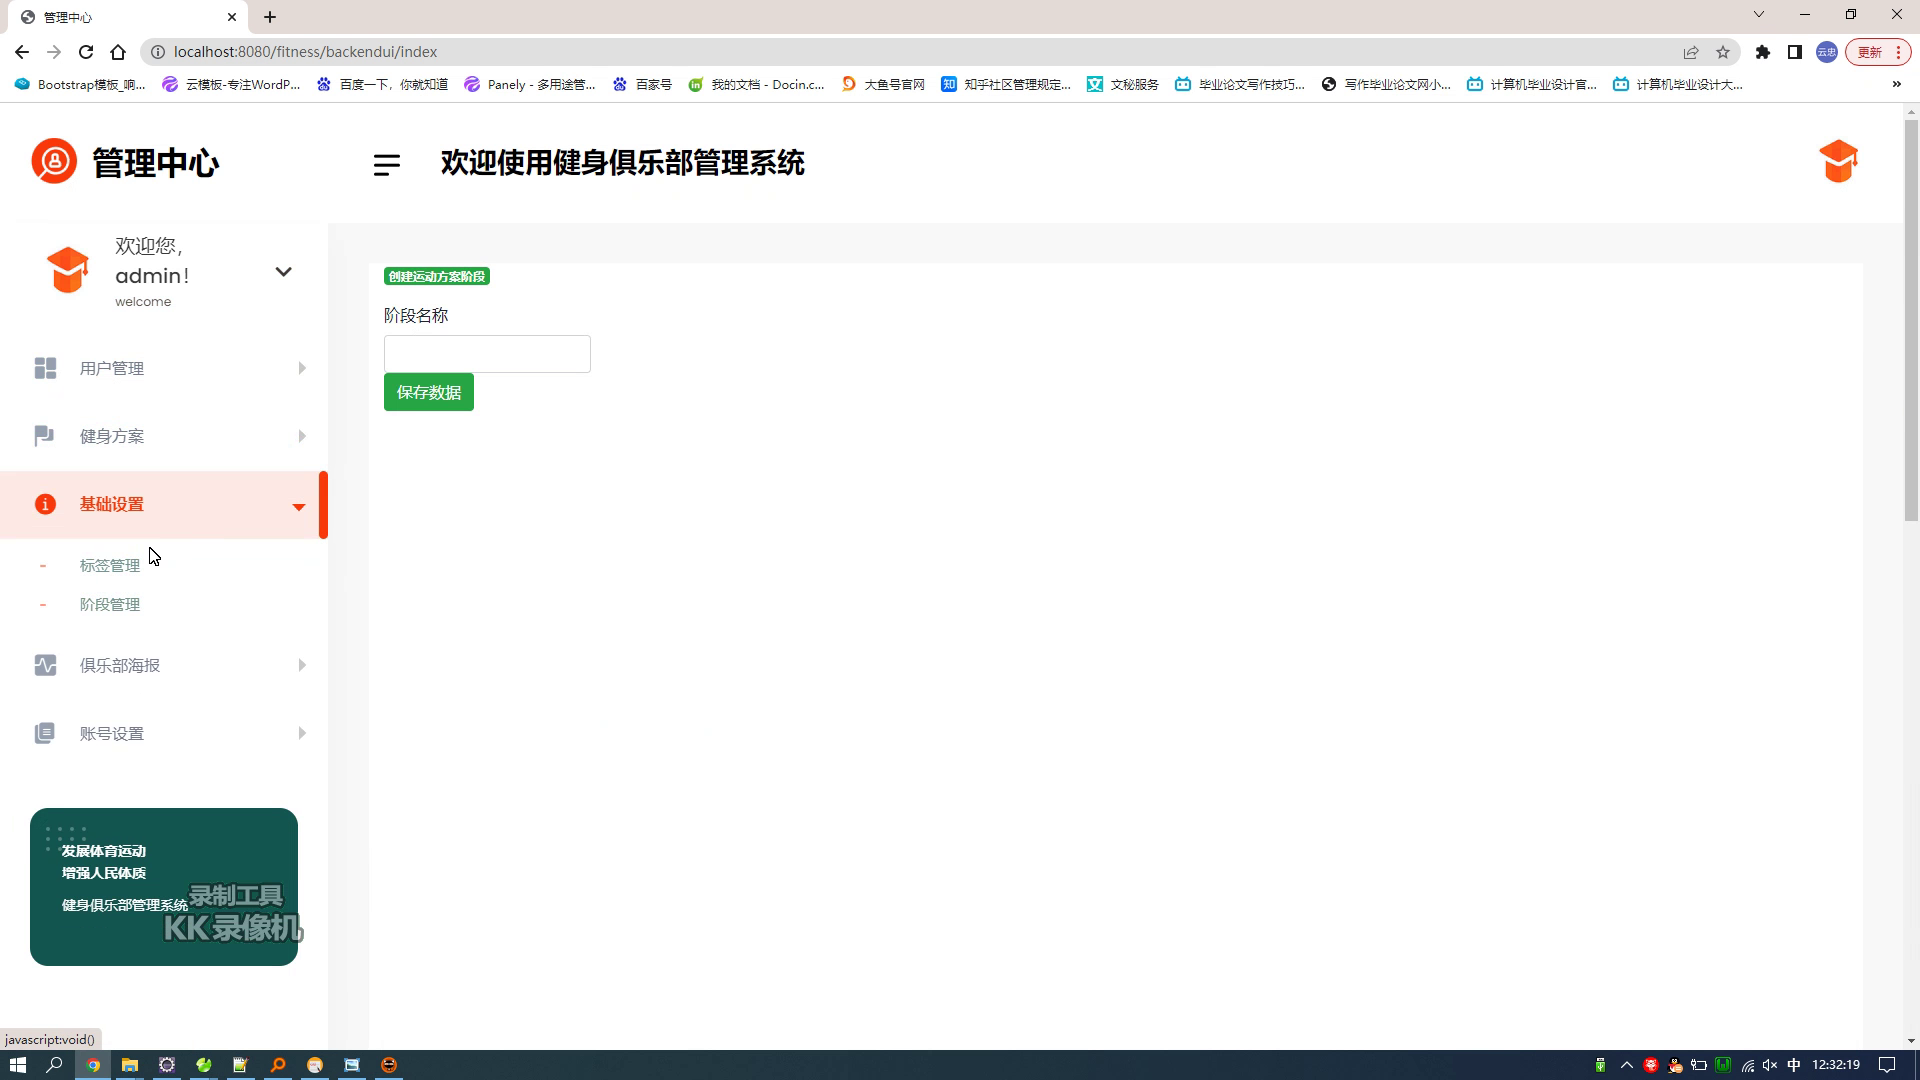 管理中心
localhost:8080/fitness/backendui/index
更新
Bootstrap模板_响...
云模板-专注WordP...
百度一下，你就知道
Panely - 多用途管...
百家号
我的文档 - Docin.c...
大鱼号官网
知乎社区管理规定...
文秘服务
毕业论文写作技巧...
写作毕业论文网小...
计算机毕业设计官...
计算机毕业设计大...
»
管理中心
欢迎使用健身俱乐部管理系统
欢迎您,
admin!
welcome
创建运动方案阶段
阶段名称
保存数据
用户管理
健身方案
基础设置
- 标签管理
- 阶段管理
俱乐部海报
账号设置
发展体育运动
增强人民体质
健身俱乐部管理系统
录制工具
KK录像机
javascript:void()
中
12:32:19